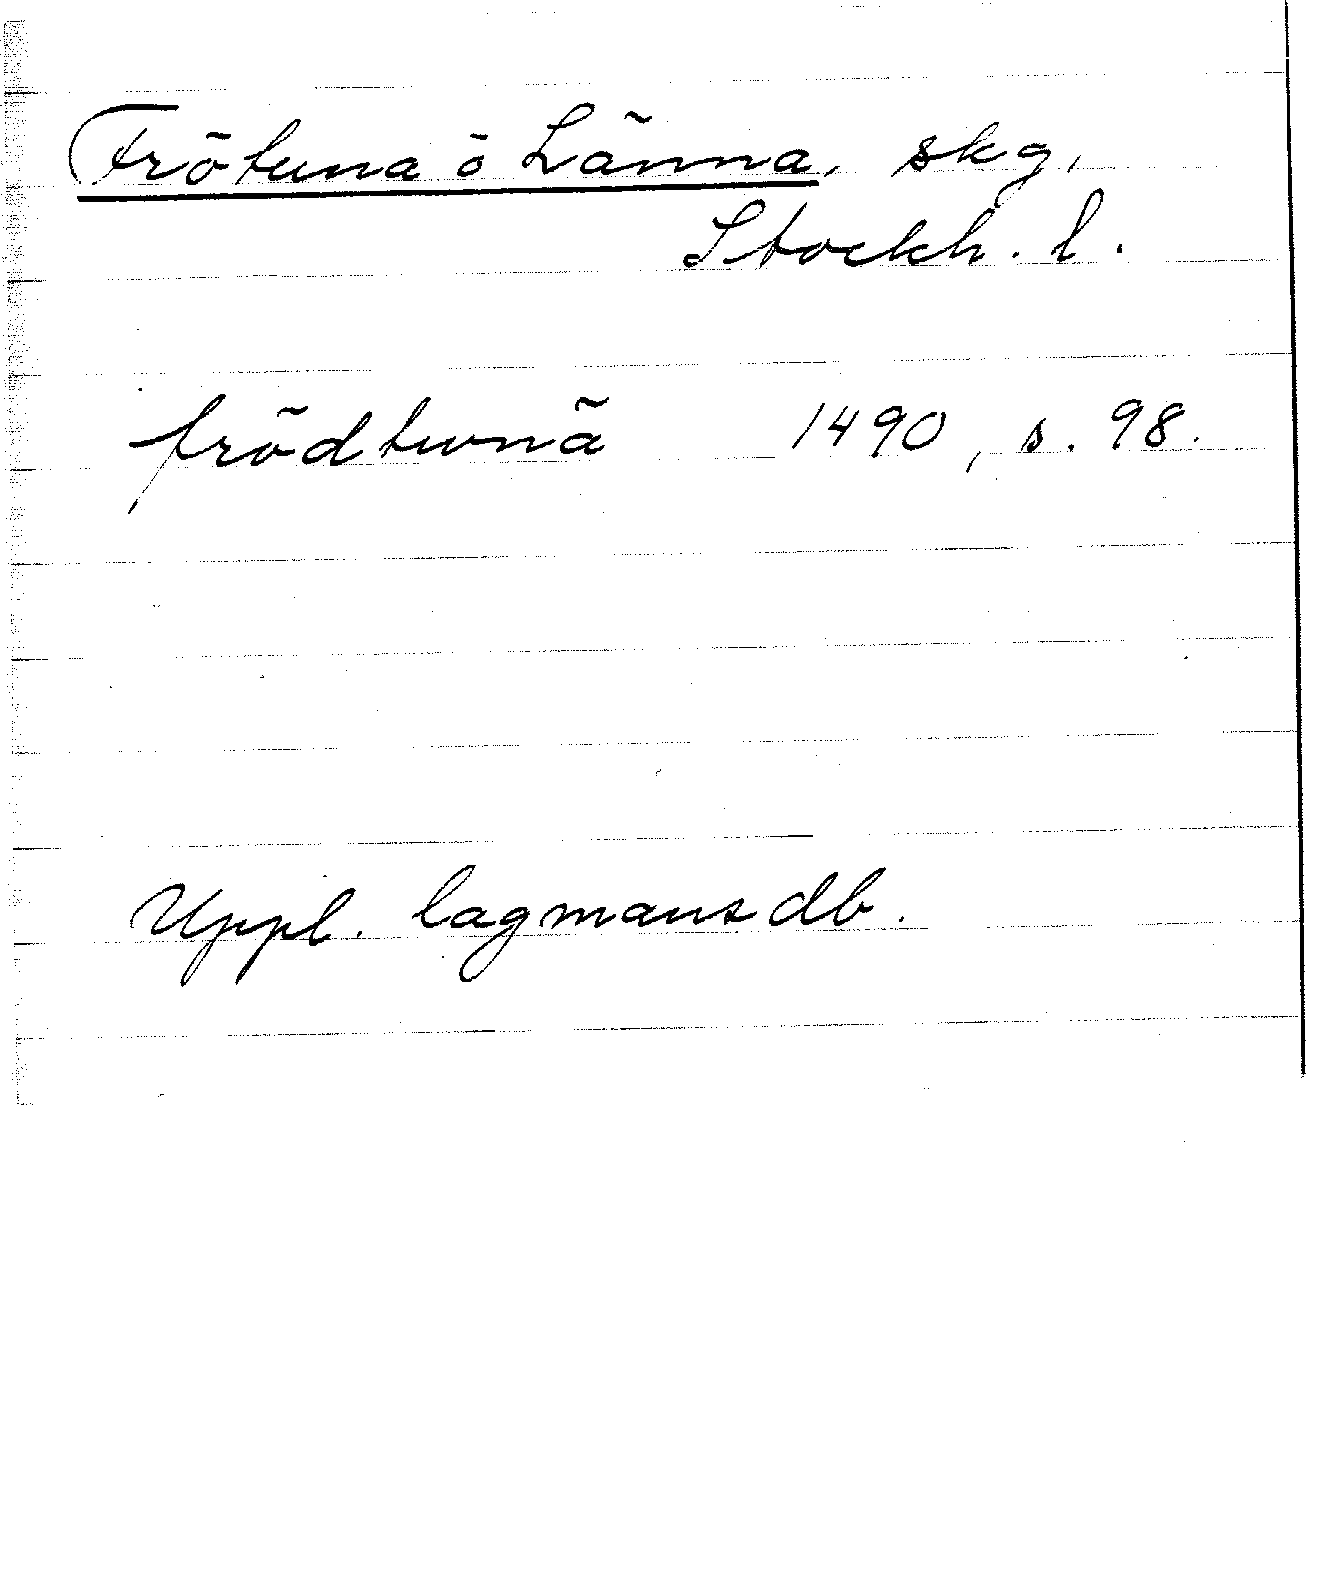 Frötuna o Länna, skg,
Stockh. l.
frödtunä 1490, s. 98.
Uppl. lagmansdb.